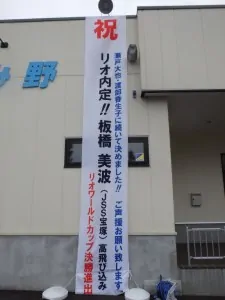 祝
瀬戸大也・渡部香生子に続いて決めました!! ご声援お願い致します
リオ内定!! 板橋 美波 (JSS宝塚) 高飛び込み
リオワールドカップ決勝進出
野